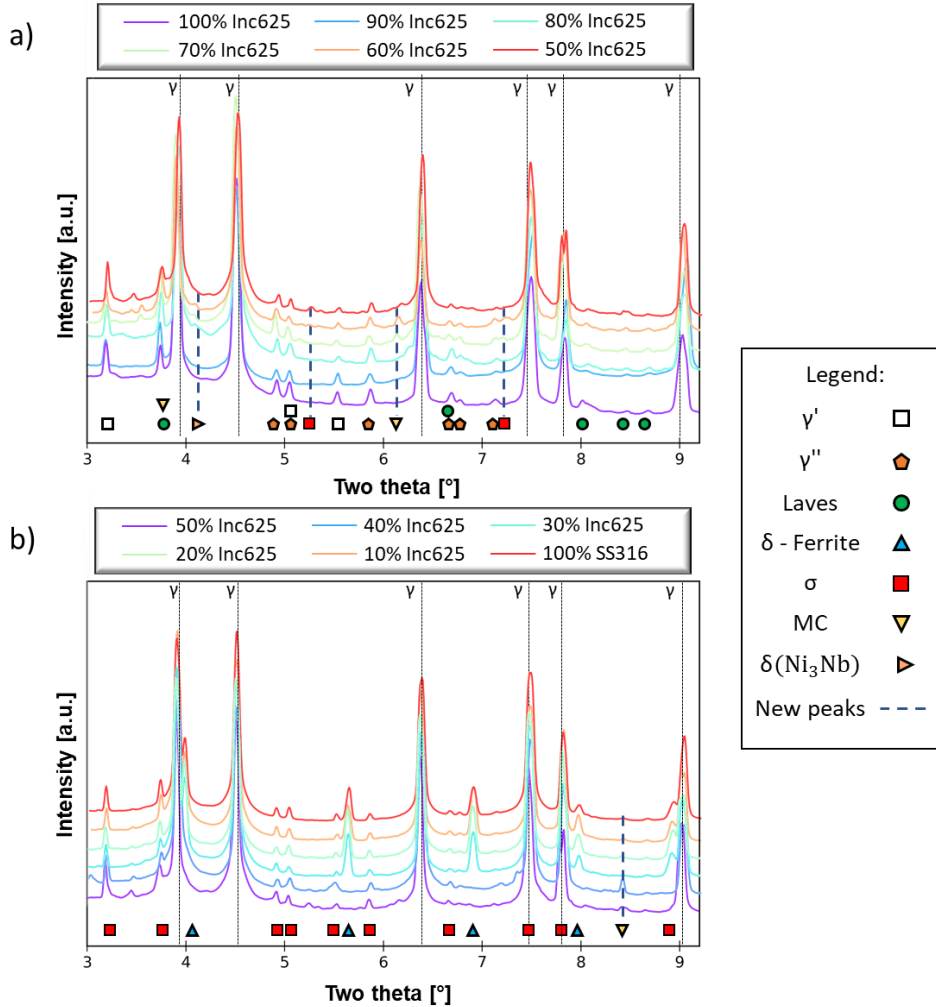 a)
100% Inc625 90% Inc625 80% Inc625
70% Inc625 60% Inc625 50% Inc625
γ γ γ γ γ γ
Intensity [a.u.]
3 4 5 6 7 8 9
Two theta [°]
b)
50% Inc625 40% Inc625 30% Inc625
20% Inc625 10% Inc625 100% SS316
γ γ γ γ γ γ
Intensity [a.u.]
3 4 5 6 7 8 9
Two theta [°]
Legend:
γ'
γ''
Laves
δ - Ferrite
σ
MC
δ(Ni₃Nb)
New peaks